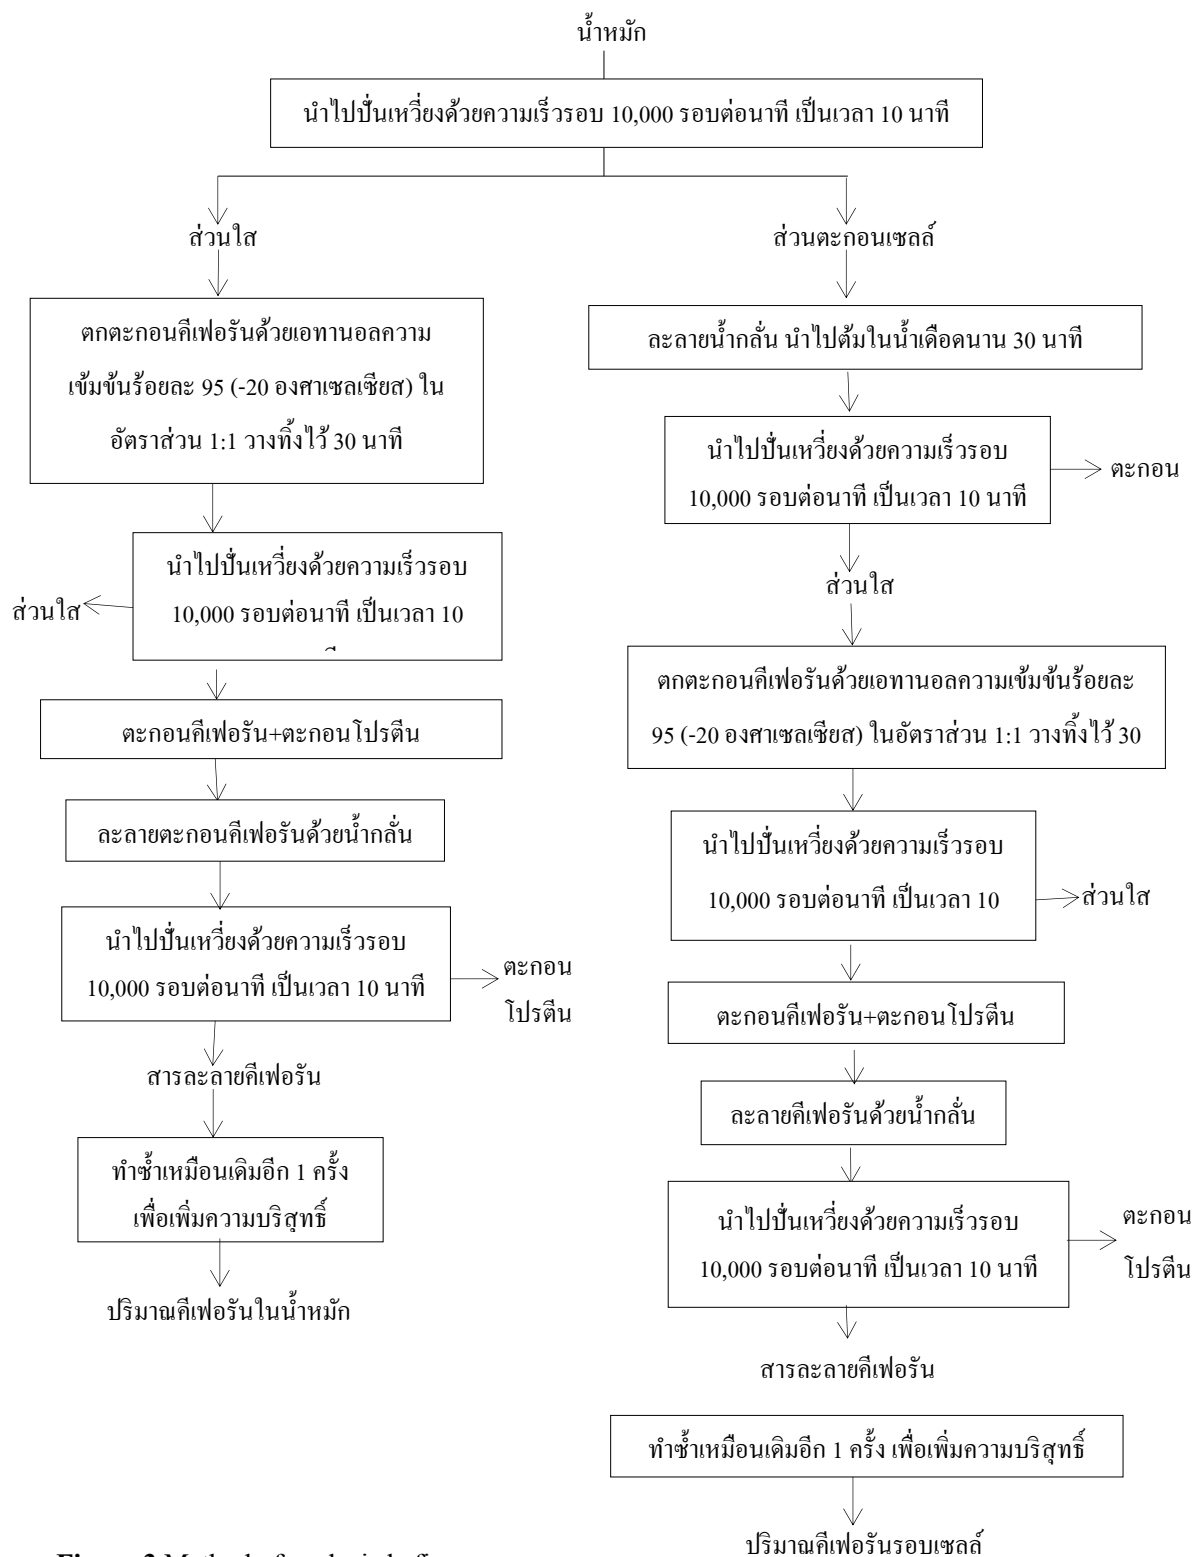 น้ำหมัก
นำไปปั่นเหวี่ยงด้วยความเร็วรอบ 10,000 รอบต่อนาที เป็นเวลา 10 นาที
ส่วนใส
ตกตะกอนคีเฟอรันด้วยเอทานอลความ
เข้มข้นร้อยละ 95 (-20 องศาเซลเซียส) ใน
อัตราส่วน 1:1 วางทิ้งไว้ 30 นาที
นำไปปั่นเหวี่ยงด้วยความเร็วรอบ
10,000 รอบต่อนาที เป็นเวลา 10
ส่วนใส
ตะกอนคีเฟอรัน+ตะกอนโปรตีน
ละลายตะกอนคีเฟอรันด้วยน้ำกลั่น
นำไปปั่นเหวี่ยงด้วยความเร็วรอบ
10,000 รอบต่อนาที เป็นเวลา 10 นาที
ตะกอน
โปรตีน
สารละลายคีเฟอรัน
ทำซ้ำเหมือนเดิมอีก 1 ครั้ง
เพื่อเพิ่มความบริสุทธิ์
ปริมาณคีเฟอรันในน้ำหมัก
ส่วนตะกอนเซลล์
ละลายน้ำกลั่น นำไปต้มในน้ำเดือดนาน 30 นาที
นำไปปั่นเหวี่ยงด้วยความเร็วรอบ
10,000 รอบต่อนาที เป็นเวลา 10 นาที
ตะกอน
ส่วนใส
ตกตะกอนคีเฟอรันด้วยเอทานอลความเข้มข้นร้อยละ
95 (-20 องศาเซลเซียส) ในอัตราส่วน 1:1 วางทิ้งไว้ 30
นำไปปั่นเหวี่ยงด้วยความเร็วรอบ
10,000 รอบต่อนาที เป็นเวลา 10
ส่วนใส
ตะกอนคีเฟอรัน+ตะกอนโปรตีน
ละลายคีเฟอรันด้วยน้ำกลั่น
นำไปปั่นเหวี่ยงด้วยความเร็วรอบ
10,000 รอบต่อนาที เป็นเวลา 10 นาที
ตะกอน
โปรตีน
สารละลายคีเฟอรัน
ทำซ้ำเหมือนเดิมอีก 1 ครั้ง เพื่อเพิ่มความบริสุทธิ์
ปริมาณคีเฟอรันรอบเซลล์